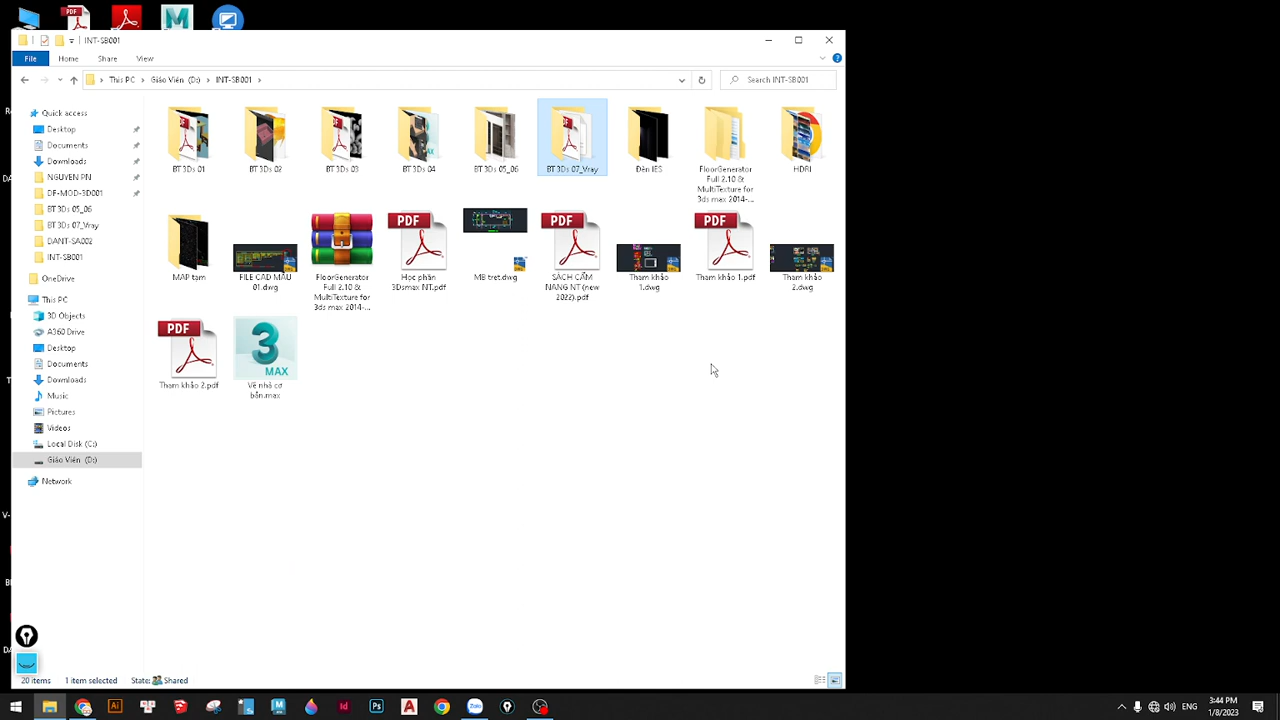 INT-SB001
File
Home
Share
View
This PC
Giáo Viên (D:)
INT-SB001
Search INT-SB001
Quick access
Desktop
Documents
Downloads
NGUYEN PN
DF-MOD-3D001
BT 3Ds 05_06
BT 3Ds 07_Vray
DANT-SA002
INT-SB001
OneDrive
This PC
3D Objects
A360 Drive
Desktop
Documents
Downloads
Music
Pictures
Videos
Local Disk (C:)
Giáo Viên (D:)
Network
BT 3Ds 01
BT 3Ds 02
BT 3Ds 03
BT 3Ds 04
BT 3Ds 05_06
BT 3Ds 07_Vray
Đèn IES
FloorGenerator
Full 2.10 &
MultiTexture for
3ds max 2014-...
HDRI
MAP tạm
FILE CAD MẪU
01.dwg
FloorGenerator
Full 2.10 &
MultiTexture for
3ds max 2014-...
PDF
Học phần
3Dsmax NT.pdf
MB tret.dwg
PDF
SÁCH CẨM
NANG NT (new
2022).pdf
Tham khảo
1.dwg
PDF
Tham khảo 1.pdf
Tham khảo
2.dwg
PDF
Tham khảo 2.pdf
3
MAX
Vẽ nhà cơ
bản.max
20 items
1 item selected
State:
Shared
ENG
3:44 PM
1/8/2023